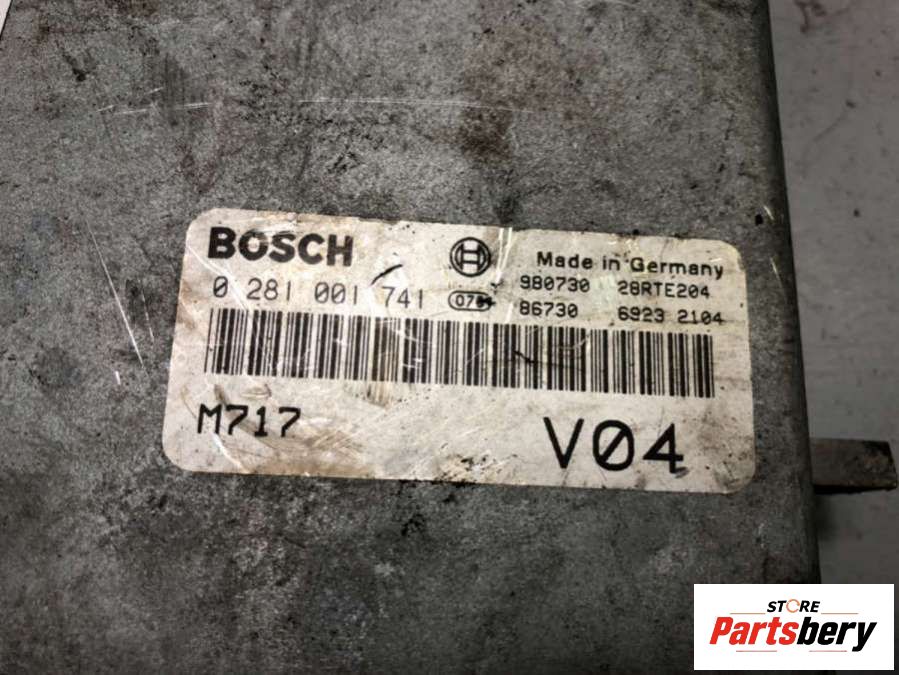 BOSCH
Made in Germany
0 281 001 741
980730 28RTE204
86730 6923 2104
M717
V04
STORE
Partsbery